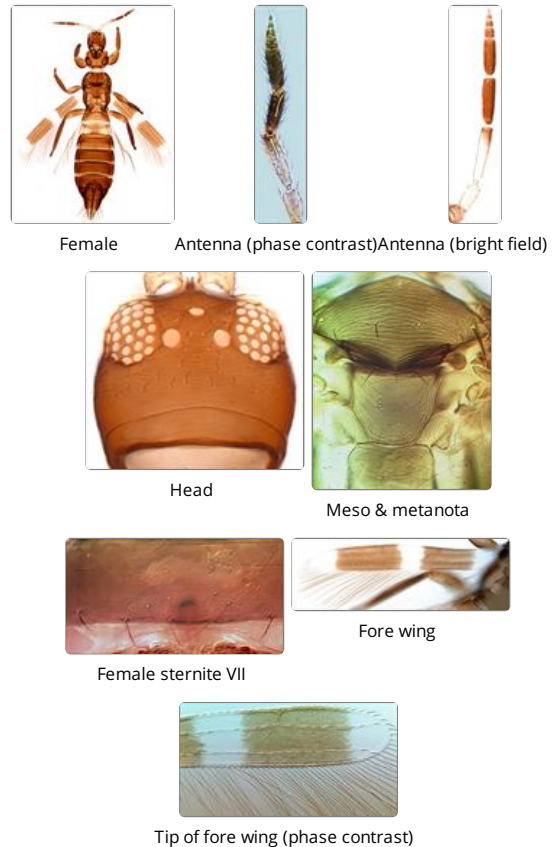 Female
Antenna (phase contrast)
Antenna (bright field)
Head
Meso & metanota
Female sternite VII
Fore wing
Tip of fore wing (phase contrast)